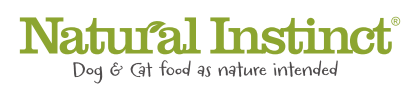 Natural Instinct®
Dog & Cat food as nature intended